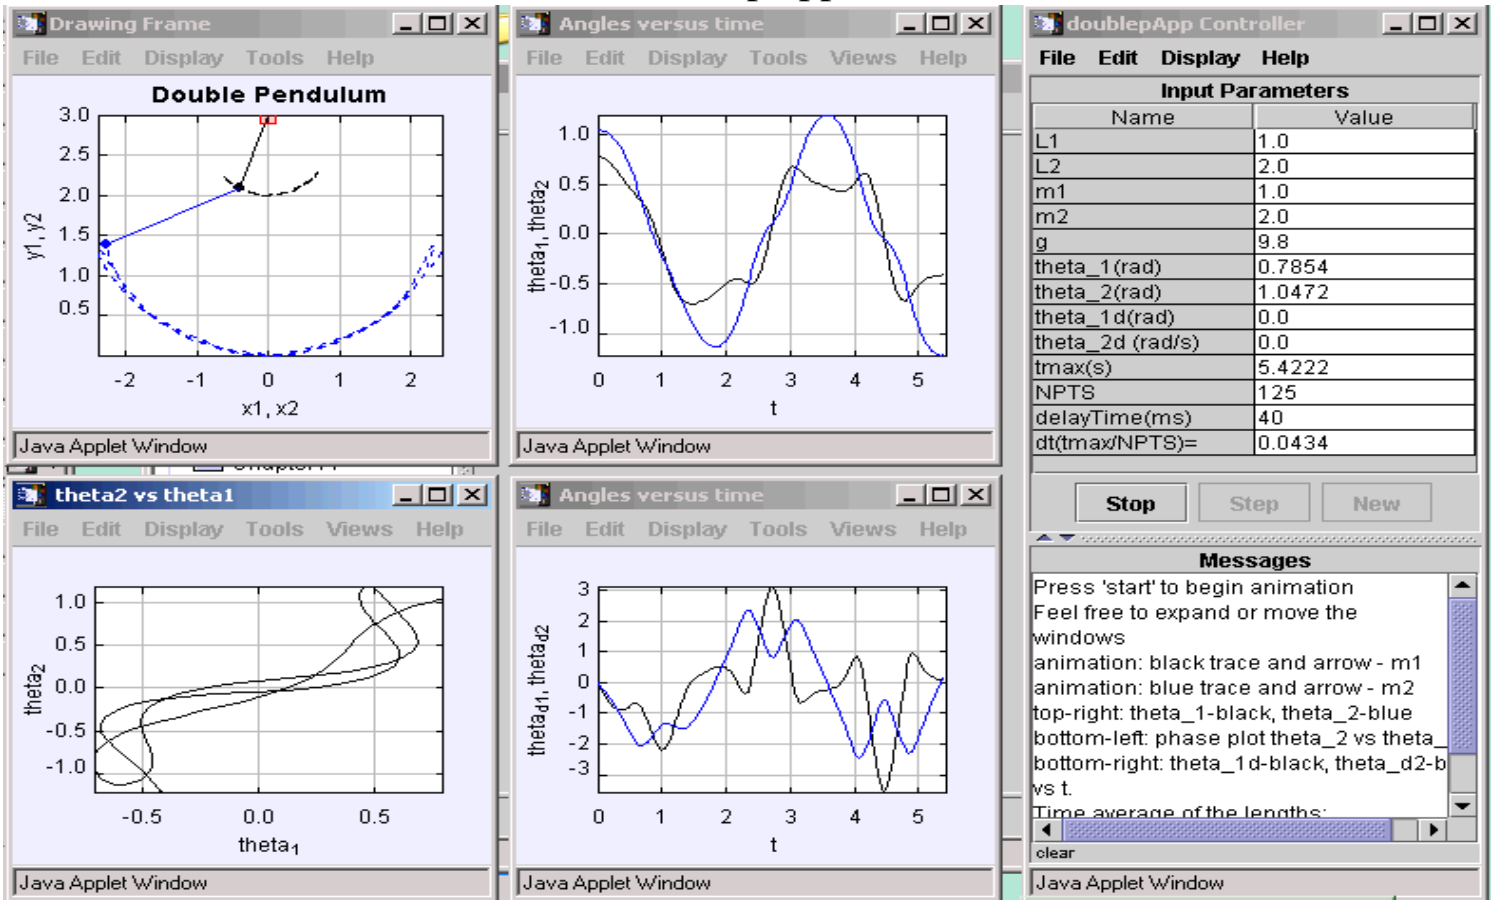 Drawing Frame
File Edit Display Tools Help
Double Pendulum
3.0
2.5
2.0
1.5
1.0
0.5
y1, y2
-2 -1 0 1 2
x1, x2
Java Applet Window
Angles versus time
File Edit Display Tools Views Help
1.0
0.5
0.0
-0.5
-1.0
theta1, theta2
0 1 2 3 4 5
t
Java Applet Window
doublepApp Controller
File Edit Display Help
Input Parameters
Name Value
L1 1.0
L2 2.0
m1 1.0
m2 2.0
g 9.8
theta_1(rad) 0.7854
theta_2(rad) 1.0472
theta_1d(rad) 0.0
theta_2d (rad/s) 0.0
tmax(s) 5.4222
NPTS 125
delayTime(ms) 40
dt(tmax/NPTS)= 0.0434
Stop Step New
Messages
Press 'start' to begin animation
Feel free to expand or move the
windows
animation: black trace and arrow - m1
animation: blue trace and arrow - m2
top-right: theta_1-black, theta_2-blue
bottom-left: phase plot theta_2 vs theta_
bottom-right: theta_1d-black, theta_d2-b
vs t.
Time average of the lengths:
clear
Java Applet Window
theta2 vs theta1
File Edit Display Tools Views Help
1.0
0.5
0.0
-0.5
-1.0
theta2
-0.5 0.0 0.5
theta1
Java Applet Window
Angles versus time
File Edit Display Tools Views Help
3
2
1
0
-1
-2
-3
thetad1, thetad2
0 1 2 3 4 5
t
Java Applet Window